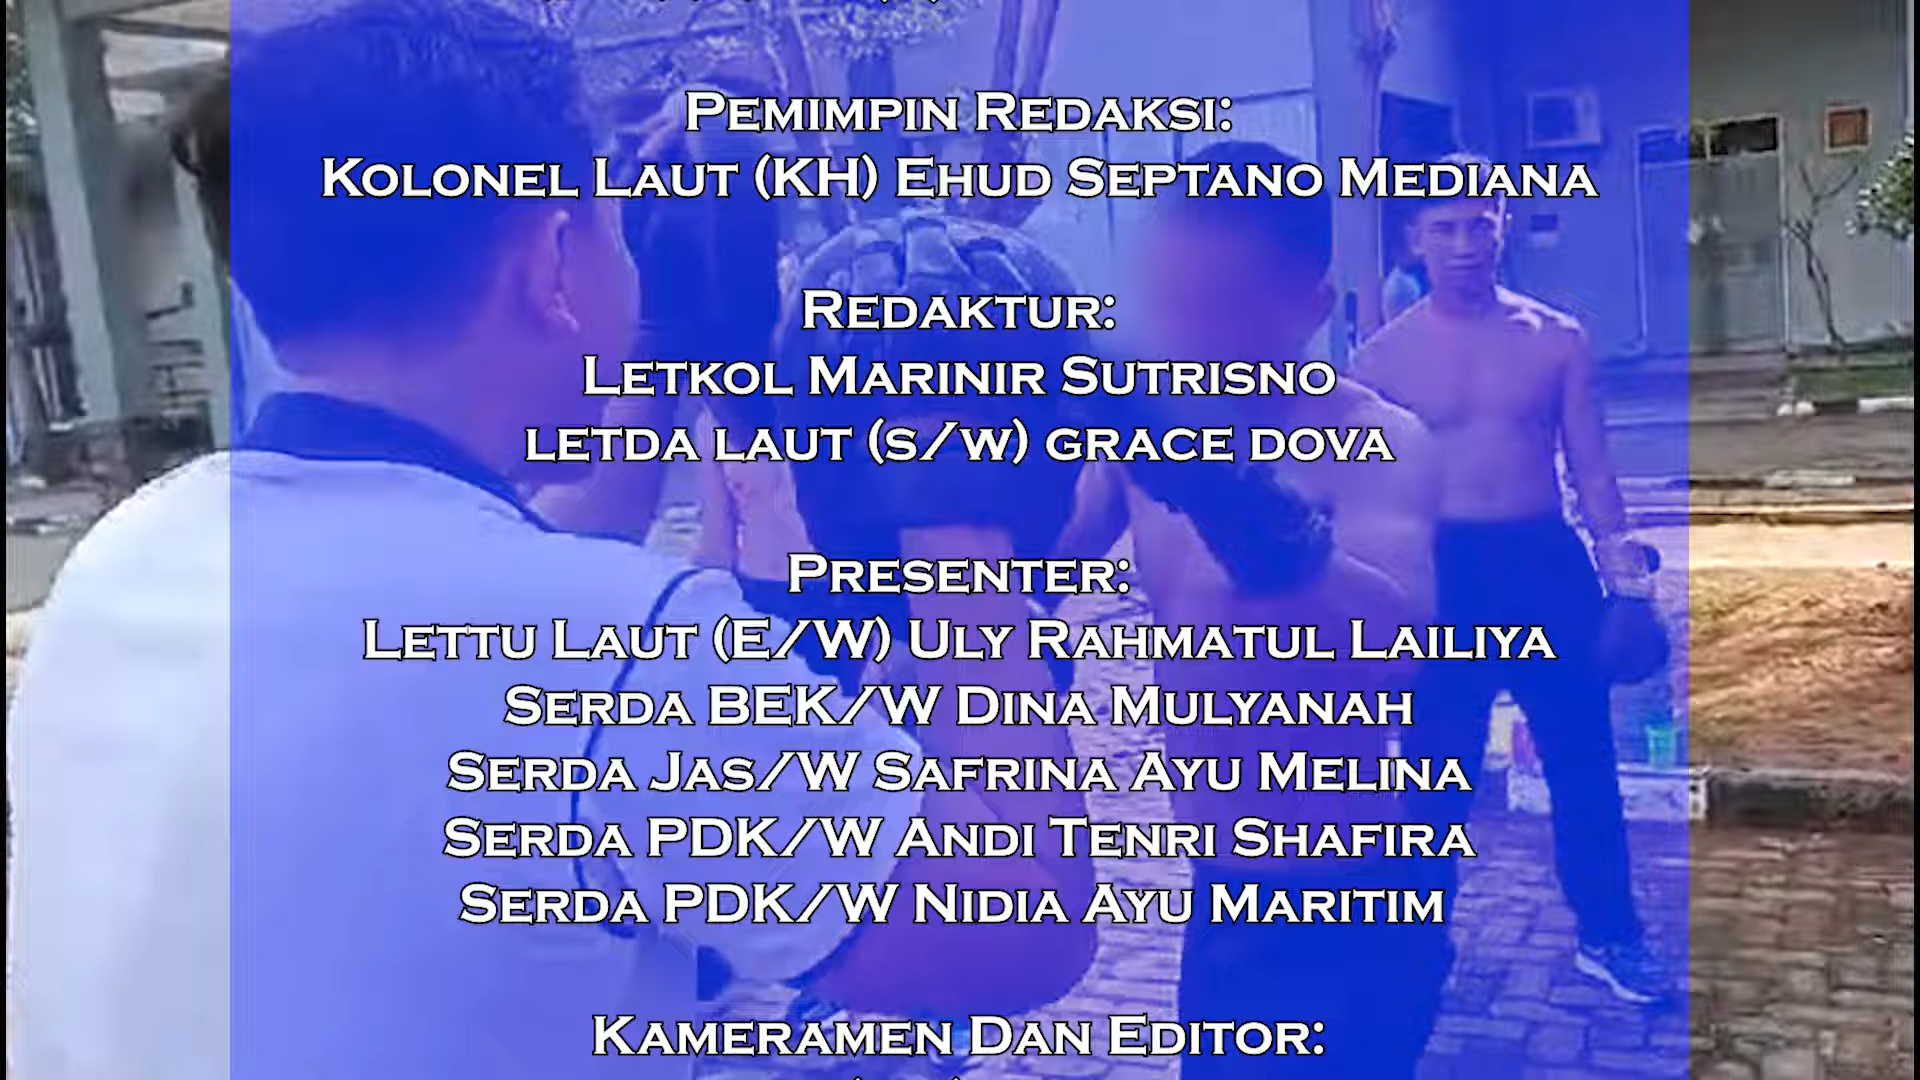 Pemimpin Redaksi:
Kolonel Laut (KH) Ehud Septano Mediana
Redaktur:
Letkol Marinir Sutrisno
letda laut (s/w) grace dova
Presenter:
Lettu Laut (E/W) Uly Rahmatul Lailiya
Serda BEK/W Dina Mulyanah
Serda Jas/W Safrina Ayu Melina
Serda PDK/W Andi Tenri Shafira
Serda PDK/W Nidia Ayu Maritim
Kameramen Dan Editor: